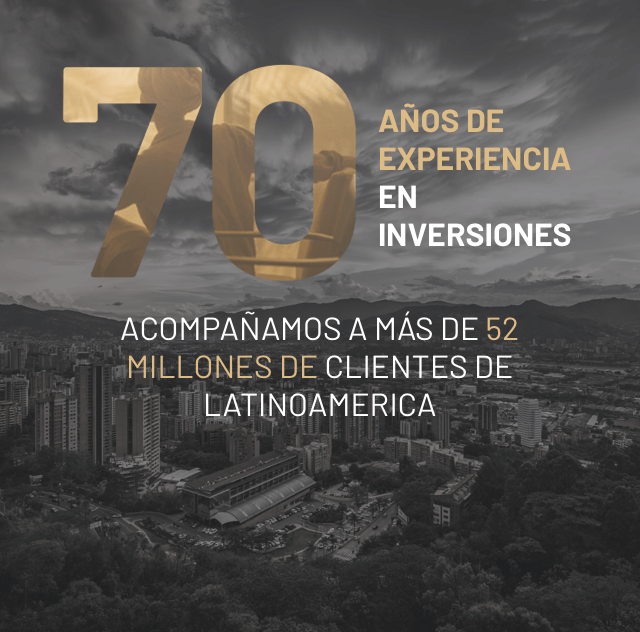 70
AÑOS DE
EXPERIENCIA
EN
INVERSIONES
ACOMPAÑAMOS A MÁS DE 52
MILLONES DE CLIENTES DE
LATINOAMERICA